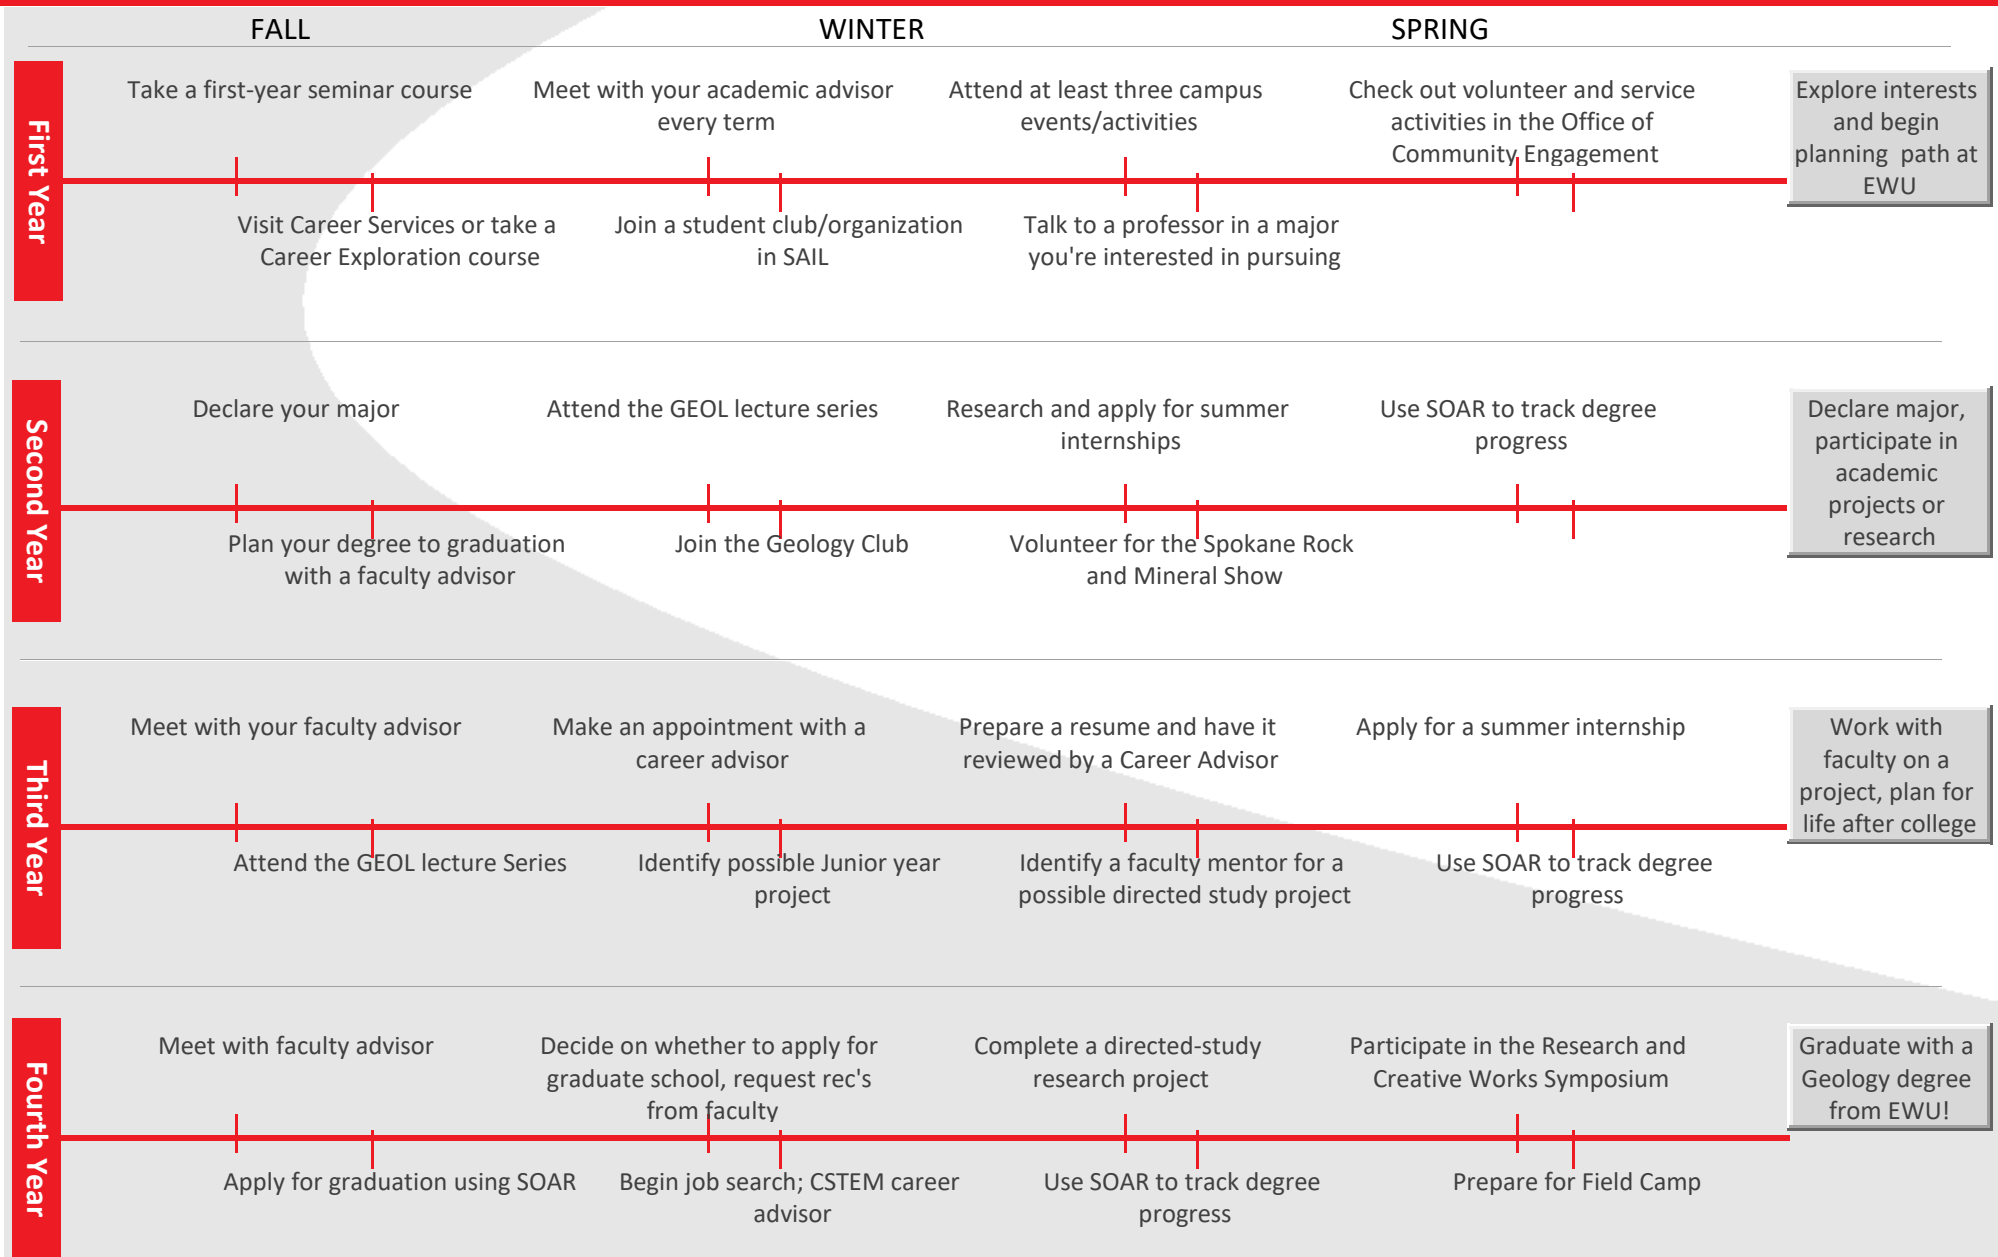 FALL
WINTER
SPRING
First Year
Take a first-year seminar course
Meet with your academic advisor
every term
Attend at least three campus
events/activities
Check out volunteer and service
activities in the Office of
Community Engagement
Visit Career Services or take a
Career Exploration course
Join a student club/organization
in SAIL
Talk to a professor in a major
you're interested in pursuing
Explore interests
and begin
planning path at
EWU
Second Year
Declare your major
Attend the GEOL lecture series
Research and apply for summer
internships
Use SOAR to track degree
progress
Plan your degree to graduation
with a faculty advisor
Join the Geology Club
Volunteer for the Spokane Rock
and Mineral Show
Declare major,
participate in
academic
projects or
research
Third Year
Meet with your faculty advisor
Make an appointment with a
career advisor
Prepare a resume and have it
reviewed by a Career Advisor
Apply for a summer internship
Attend the GEOL lecture Series
Identify possible Junior year
project
Identify a faculty mentor for a
possible directed study project
Use SOAR to track degree
progress
Work with
faculty on a
project, plan for
life after college
Fourth Year
Meet with faculty advisor
Decide on whether to apply for
graduate school, request rec's
from faculty
Complete a directed-study
research project
Participate in the Research and
Creative Works Symposium
Apply for graduation using SOAR
Begin job search; CSTEM career
advisor
Use SOAR to track degree
progress
Prepare for Field Camp
Graduate with a
Geology degree
from EWU!